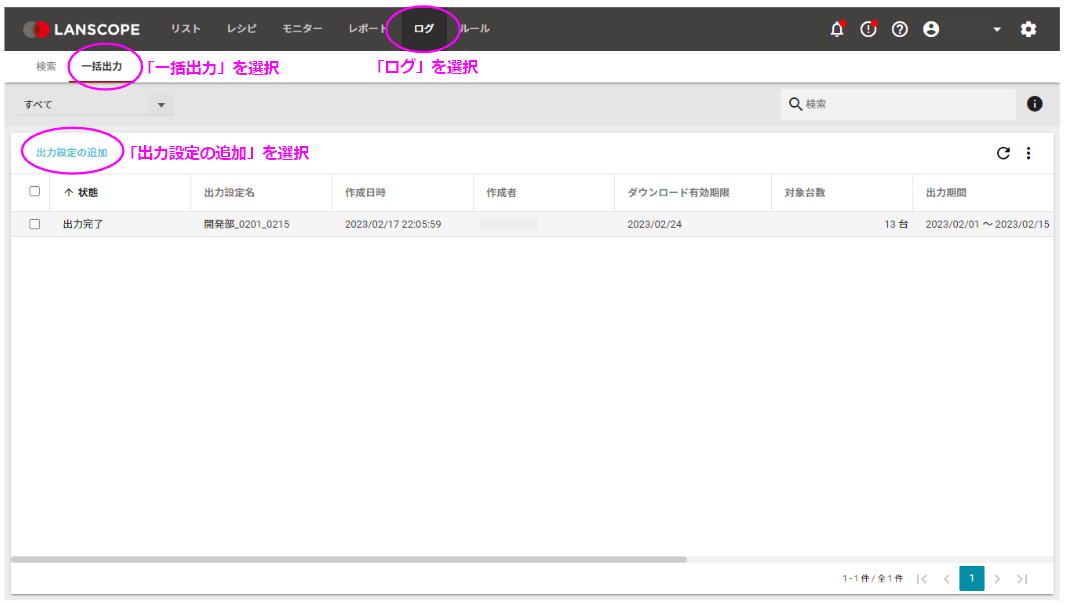 LANSCOPE リスト レシピ モニター レポート ログ ルール
検索 一括出力 「一括出力」を選択 「ログ」を選択
すべて 検索
出力設定の追加 「出力設定の追加」を選択
↑ 状態 出力設定名 作成日時 作成者 ダウンロード有効期限 対象台数 出力期間
出力完了 開発部_0201_0215 2023/02/17 22:05:59 2023/02/24 13 台 2023/02/01 ～ 2023/02/15
1-1 件 / 全 1 件 1